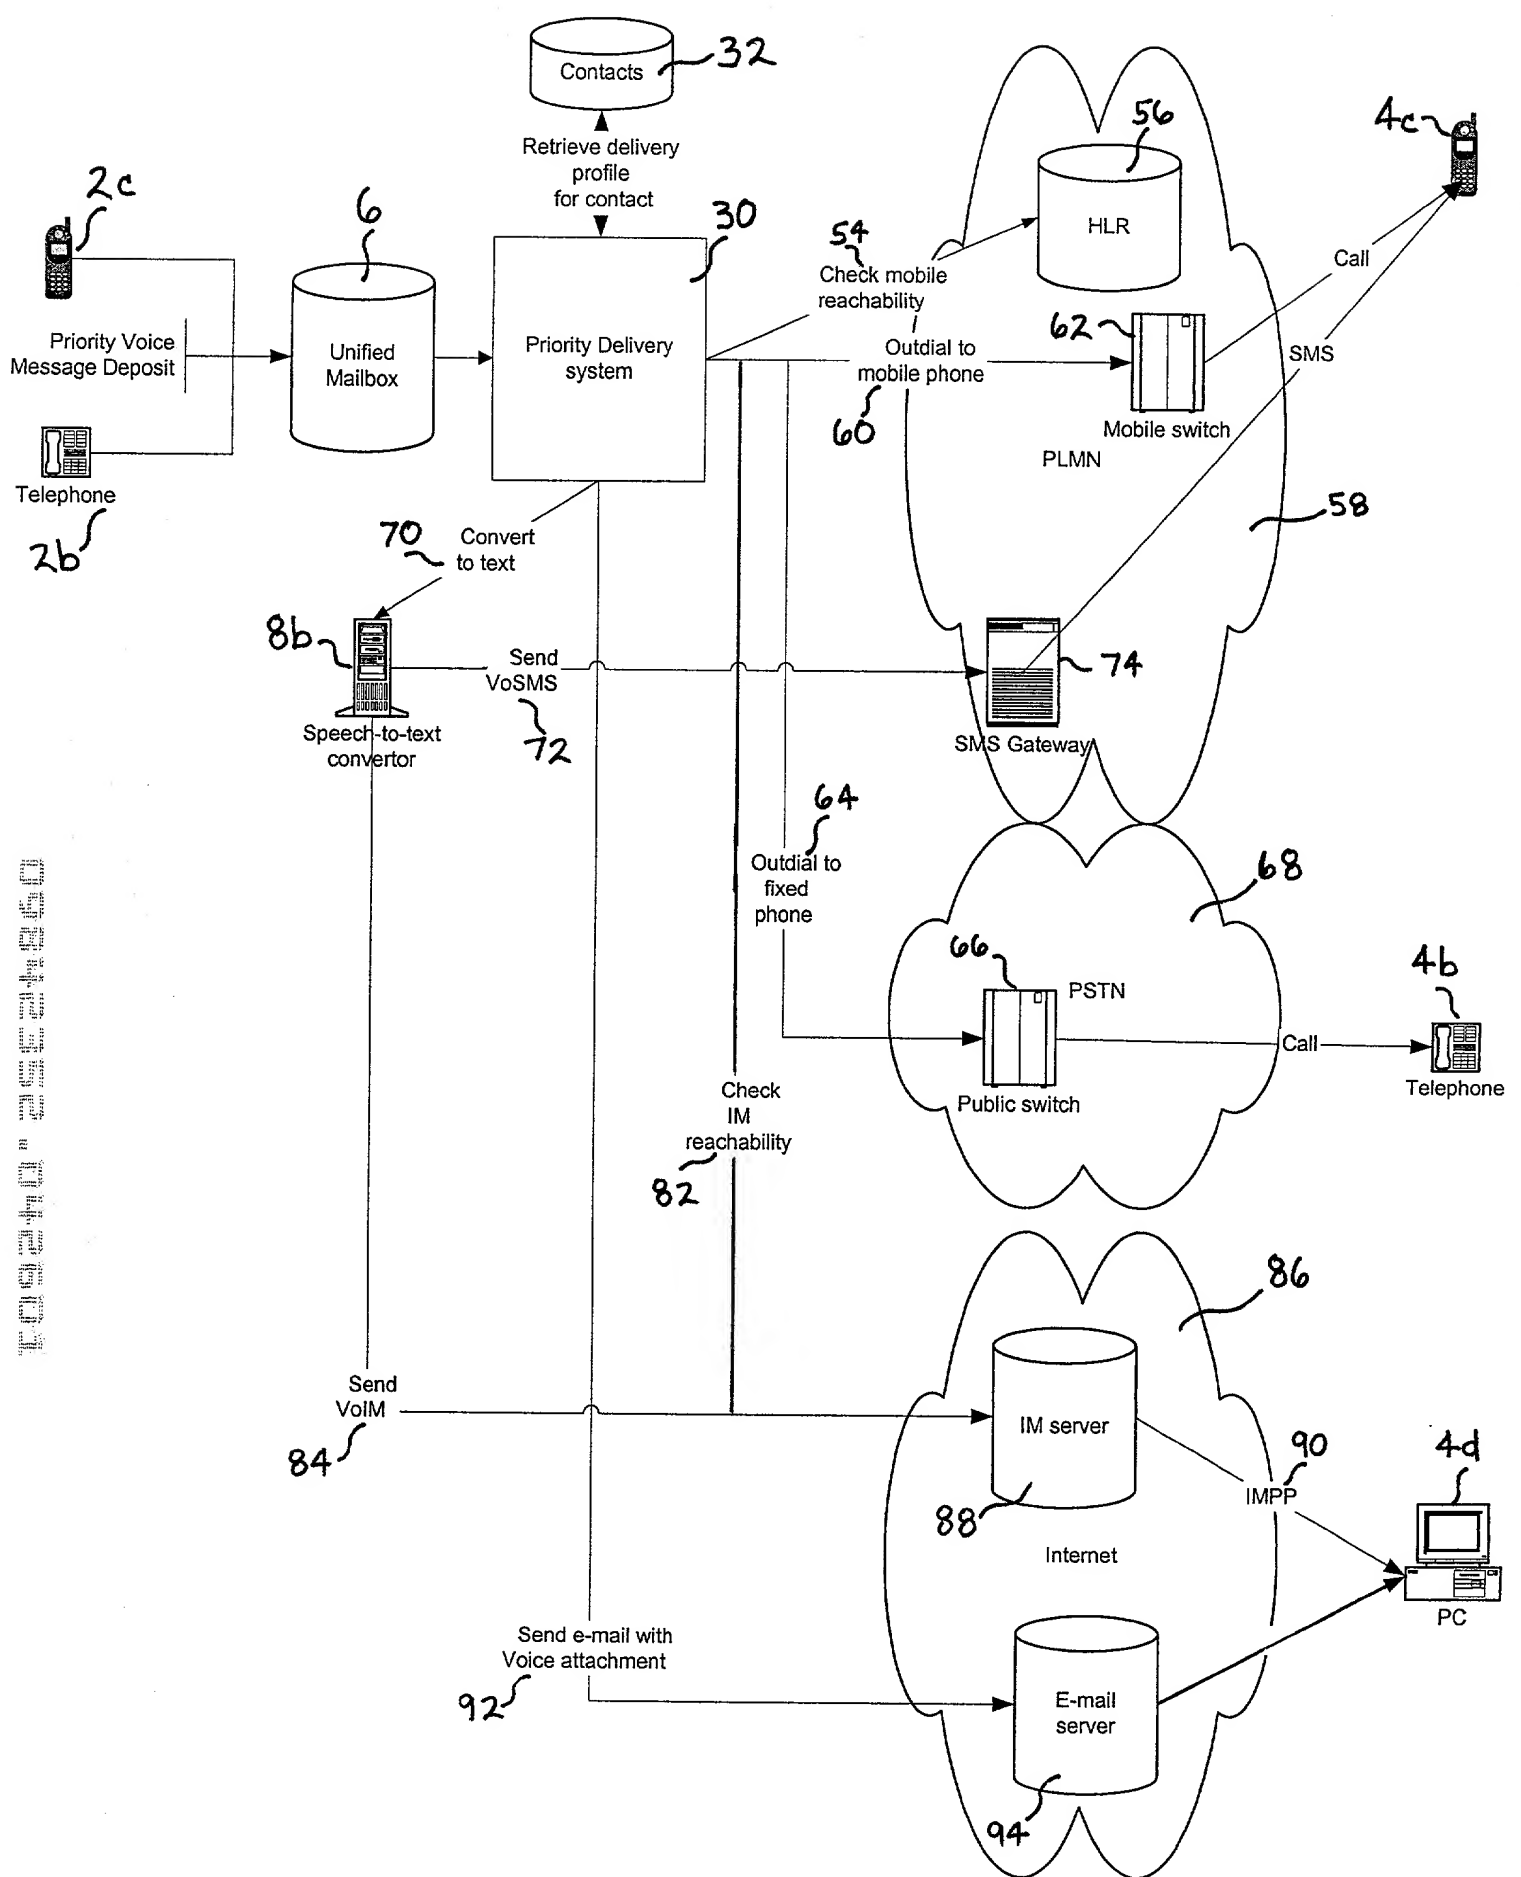 Contacts
32
Retrieve delivery
profile
for contact
2c
6
30
Priority Voice
Message Deposit
Unified
Mailbox
Priority Delivery
system
Telephone
2b
54
Check mobile
reachability
56
HLR
4c
Call
62
Outdial to
mobile phone
60
Mobile switch
SMS
PLMN
58
70
Convert
to text
8b
Speech-to-text
convertor
Send
VoSMS
72
74
SMS Gateway
64
Outdial to
fixed
phone
68
66
PSTN
Public switch
Call
4b
Telephone
Check
IM
reachability
82
86
Send
VoIM
84
IM server
88
90
IMPP
4d
PC
Internet
Send e-mail with
Voice attachment
92
E-mail
server
94